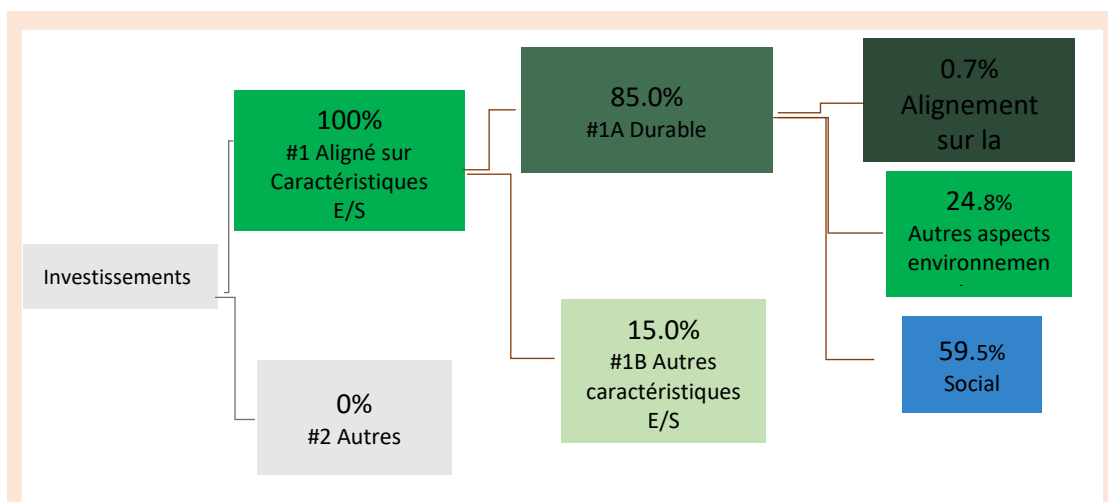 Investissements
100%
#1 Aligné sur
Caractéristiques
E/S
0%
#2 Autres
85.0%
#1A Durable
15.0%
#1B Autres
caractéristiques
E/S
0.7%
Alignement
sur la
24.8%
Autres aspects
environnemen
59.5%
Social